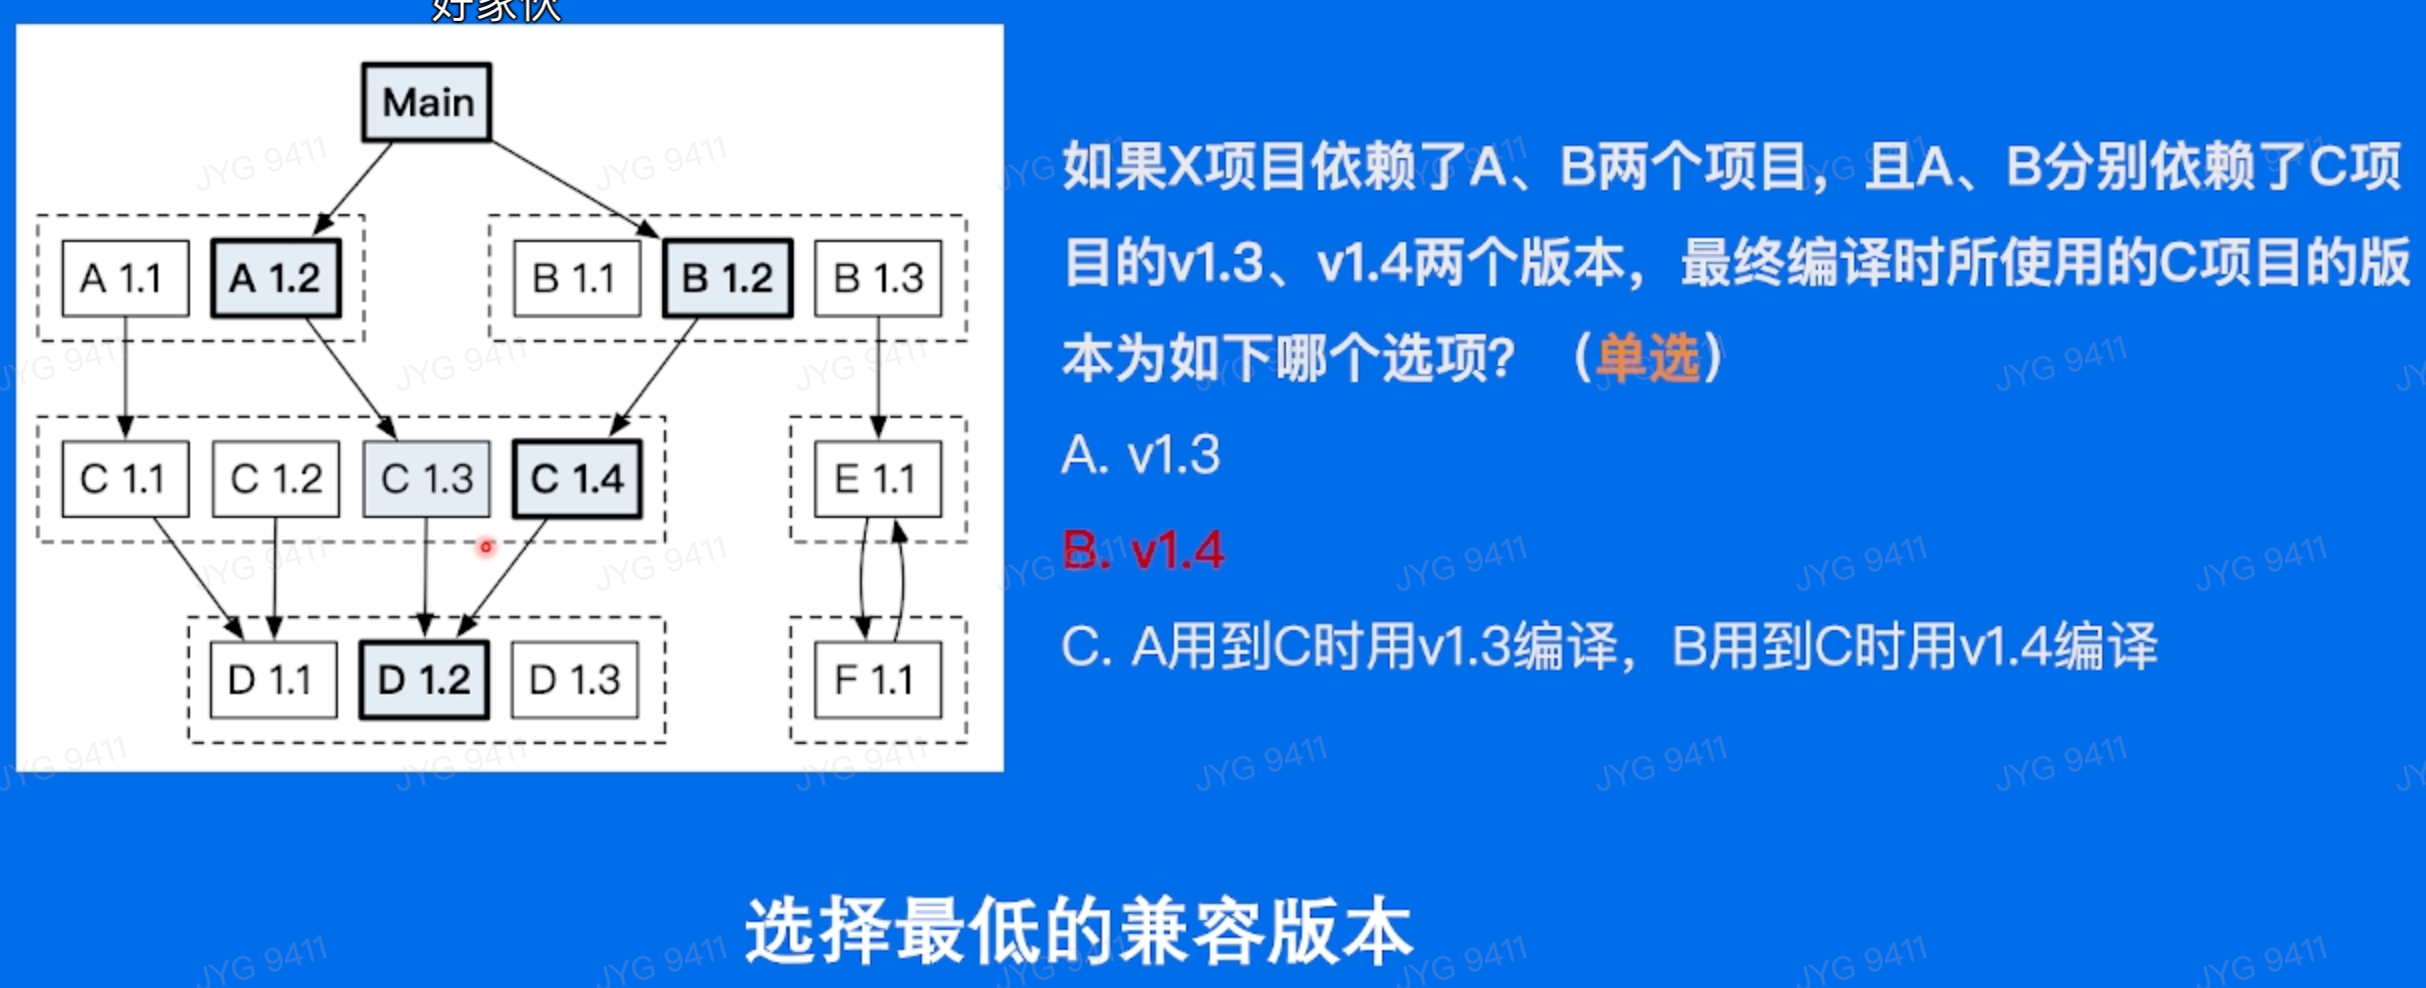 好家伙
Main
A 1.1
A 1.2
B 1.1
B 1.2
B 1.3
C 1.1
C 1.2
C 1.3
C 1.4
E 1.1
D 1.1
D 1.2
D 1.3
F 1.1
如果X项目依赖了A、B两个项目，且A、B分别依赖了C项
目的v1.3、v1.4两个版本，最终编译时所使用的C项目的版
本为如下哪个选项？（单选）
A. v1.3
B. v1.4
C. A用到C时用v1.3编译，B用到C时用v1.4编译
选择最低的兼容版本
JYG 9411